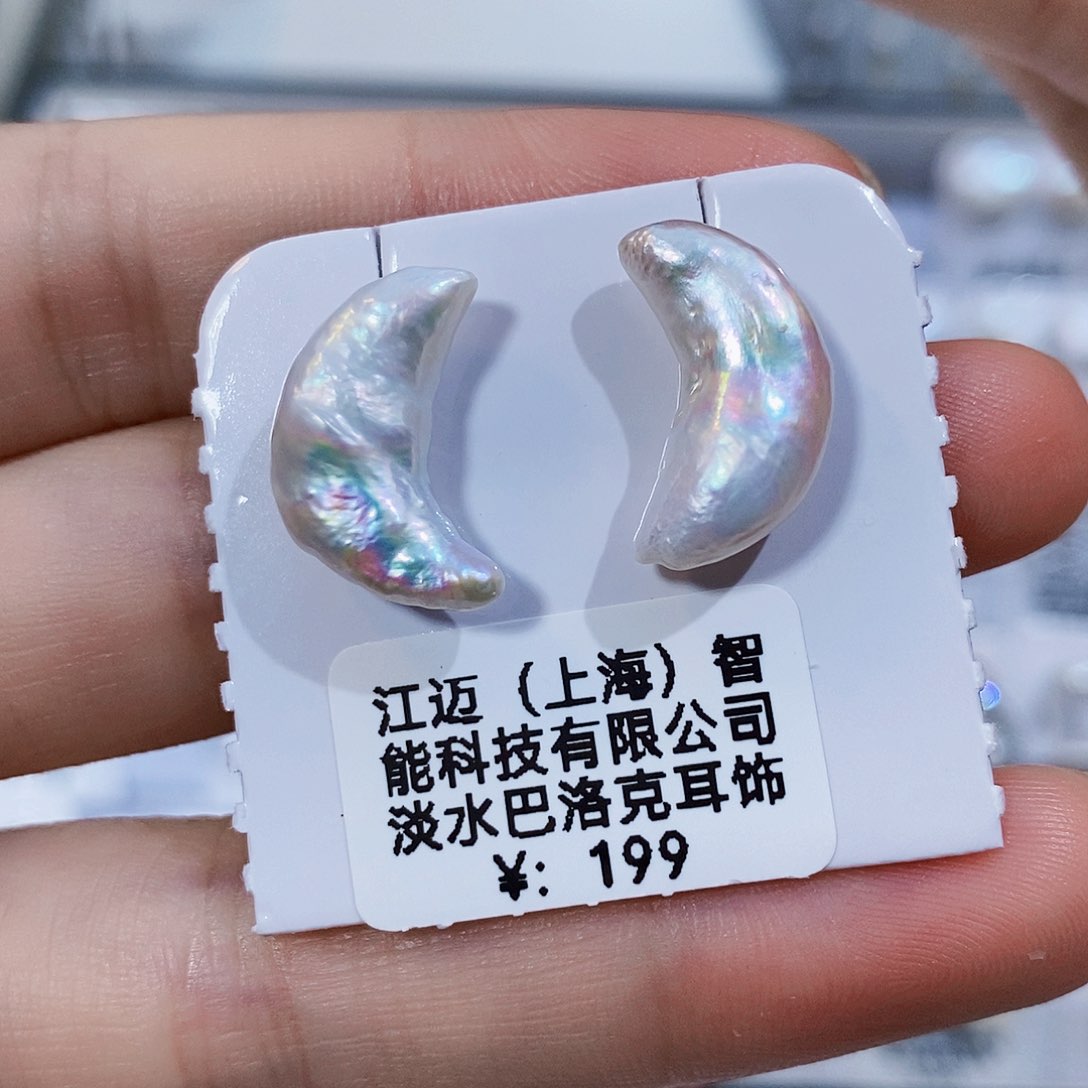 江迈（上海）智
能科技有限公司
淡水巴洛克耳饰
¥: 199